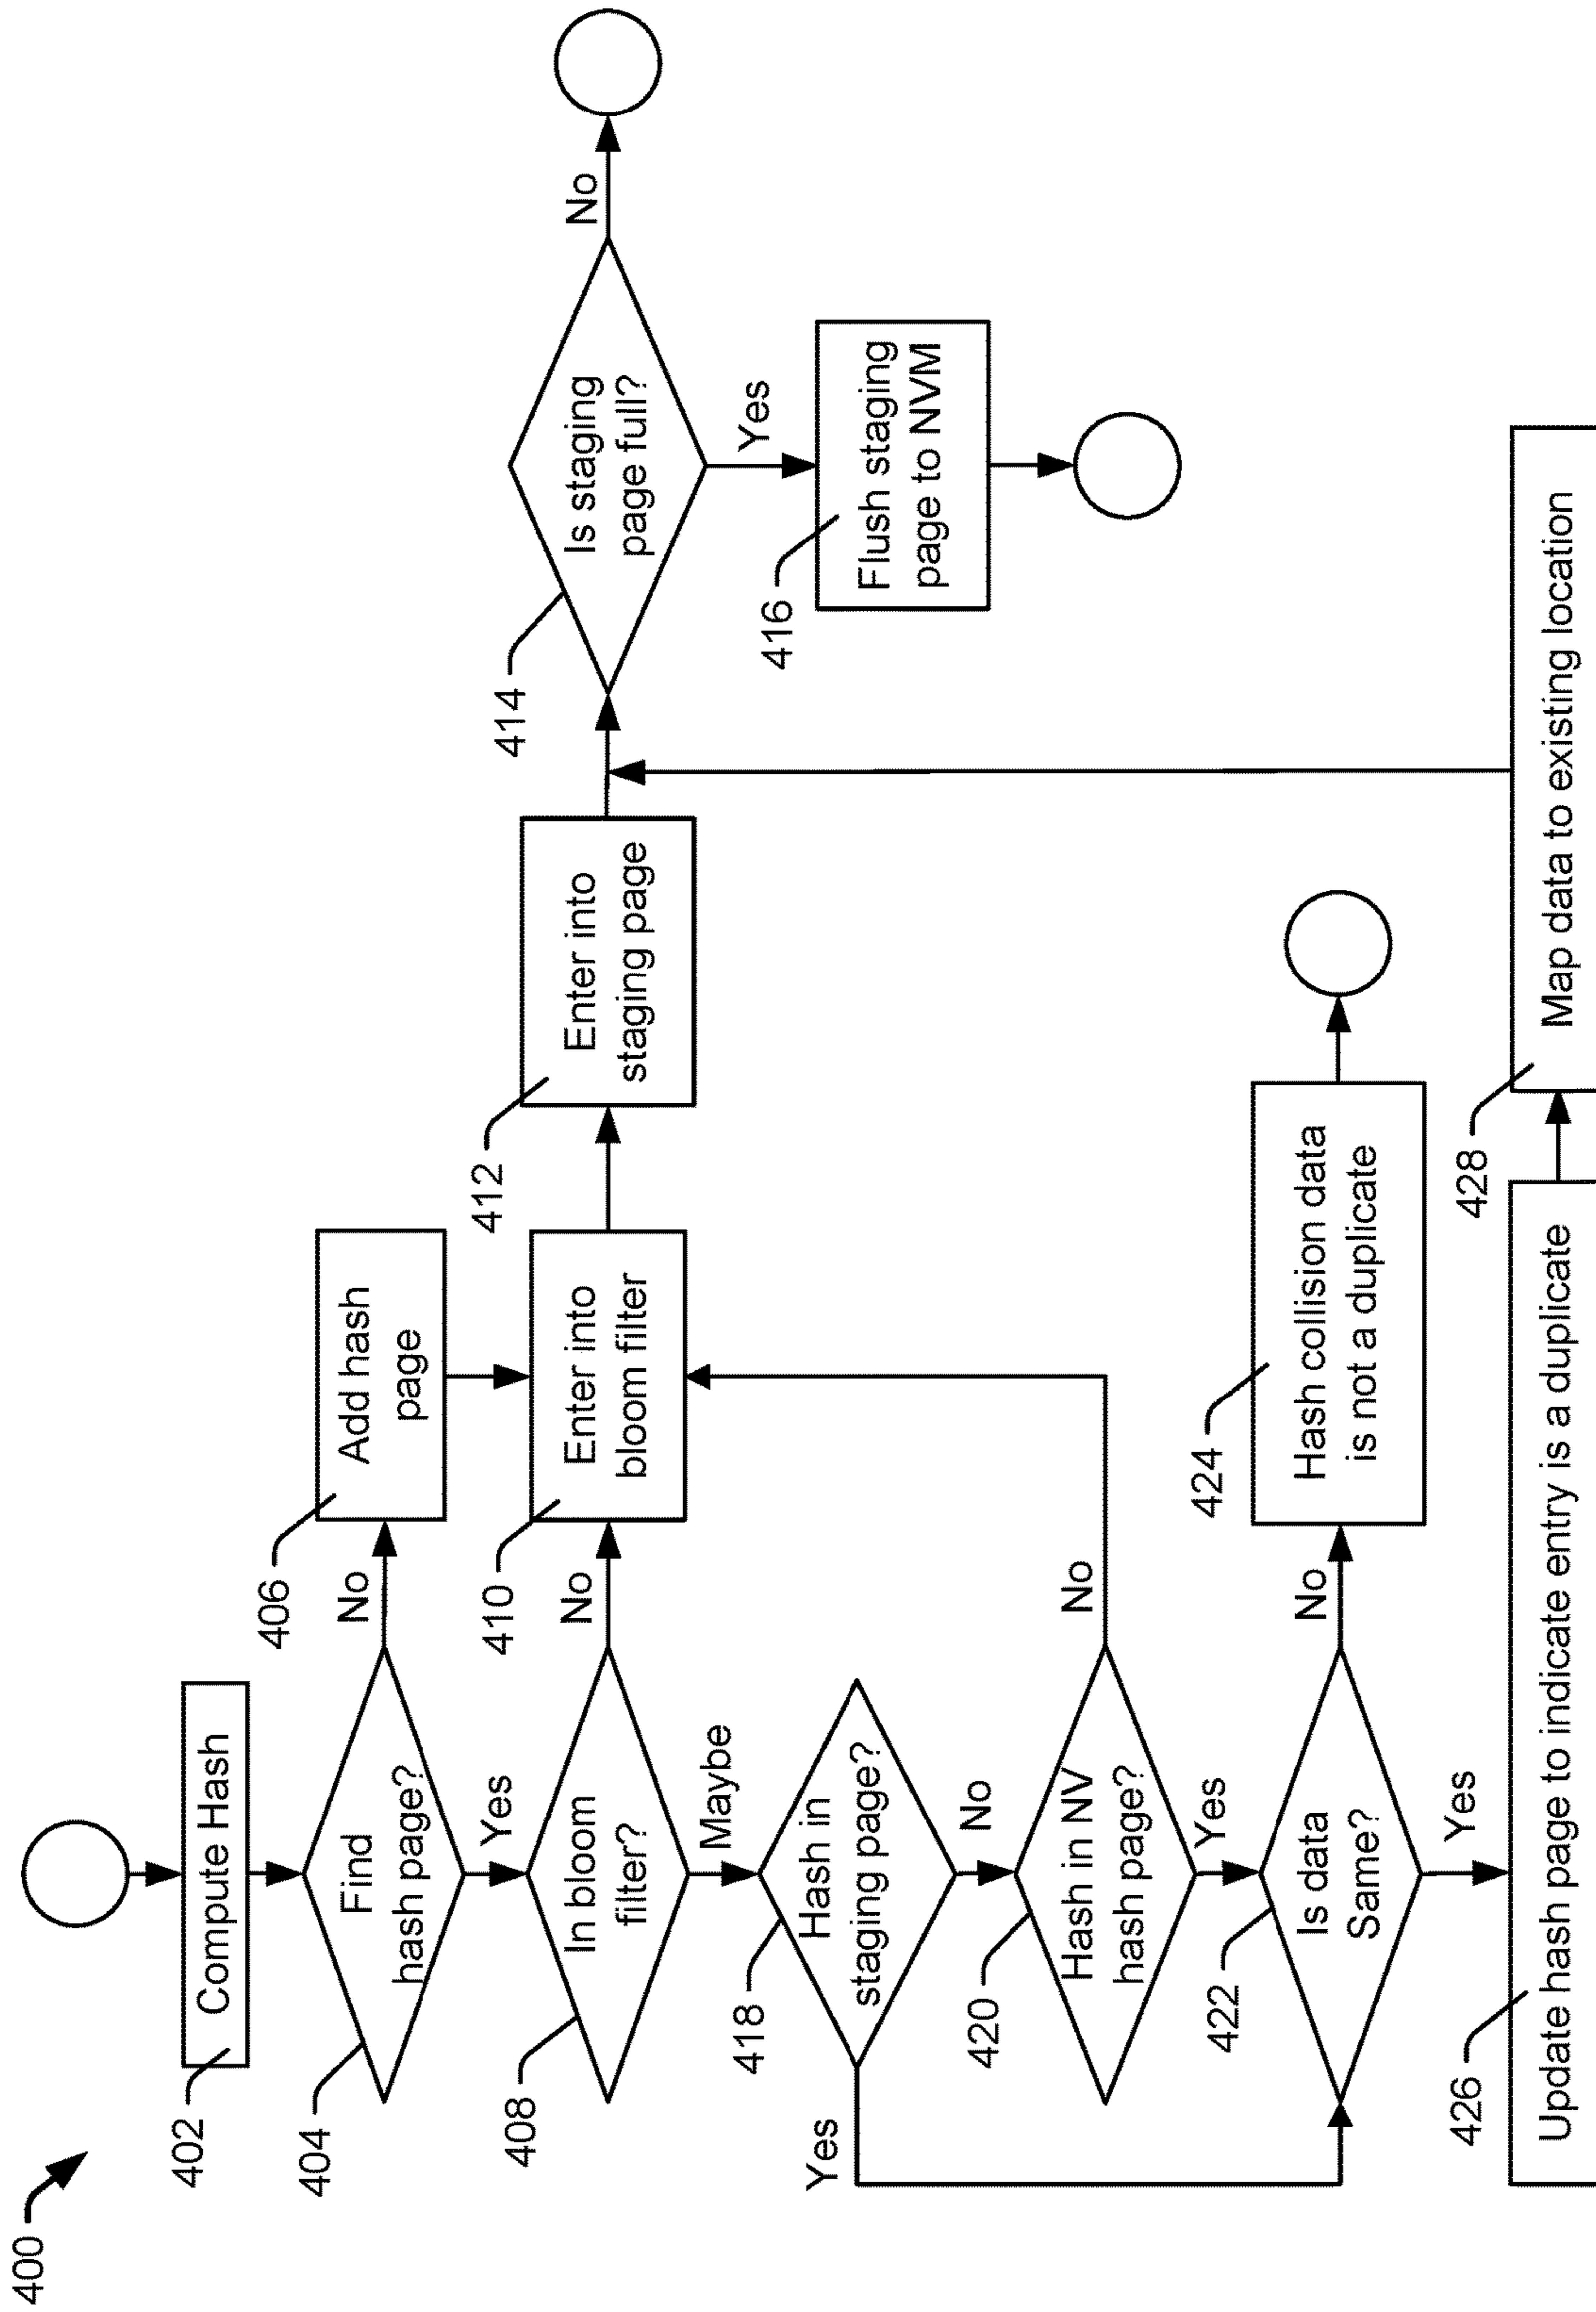 400
402
Compute Hash
404
Find
hash page?
No
406
Add hash
page
Yes
408
In bloom
filter?
No
410
Enter into
bloom filter
412
Enter into
staging page
414
Is staging
page full?
No
Yes
416
Flush staging
page to NVM
Maybe
418
Hash in
staging page?
Yes
No
420
Hash in NV
hash page?
No
Yes
422
Is data
Same?
No
424
Hash collision data
is not a duplicate
Yes
426
Update hash page to indicate entry is a duplicate
428
Map data to existing location